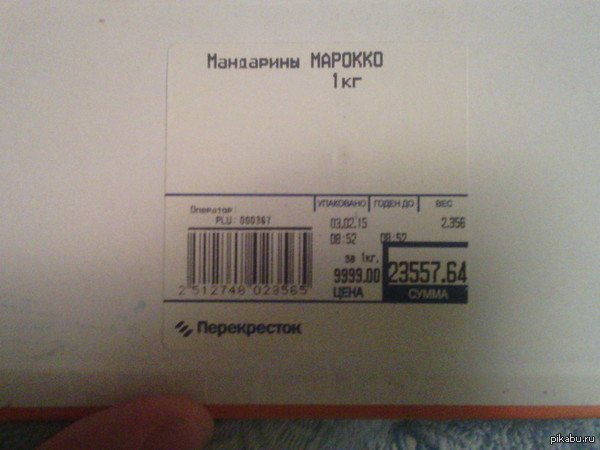 Мандарины МАРОККО
1кг
Оператор:
PLU: 000367
УПАКОВАНО ГОДЕН ДО ВЕС
03.02.15 2.356
08:52 08:52
за 1кг.
9999.00 23557.64
ЦЕНА СУММА
2 512748 023565
Перекресток
pikabu.ru